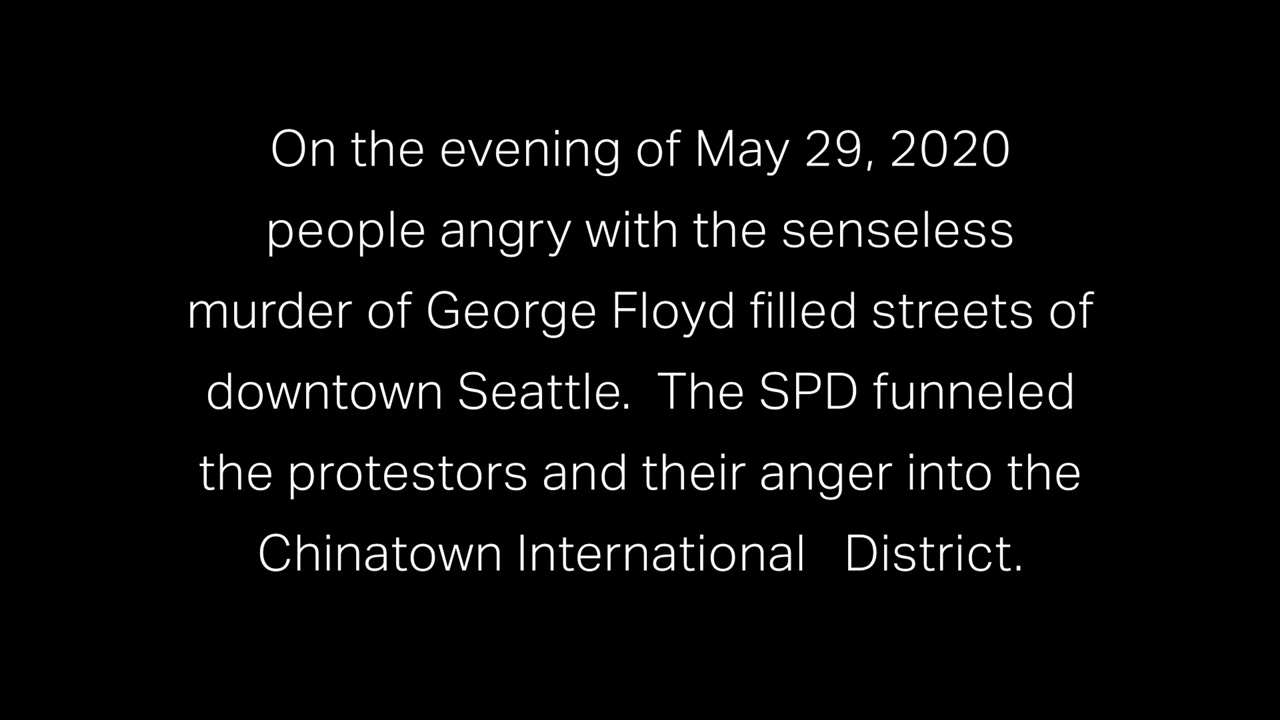 On the evening of May 29, 2020
people angry with the senseless
murder of George Floyd filled streets of
downtown Seattle.  The SPD funneled
the protestors and their anger into the
Chinatown International   District.